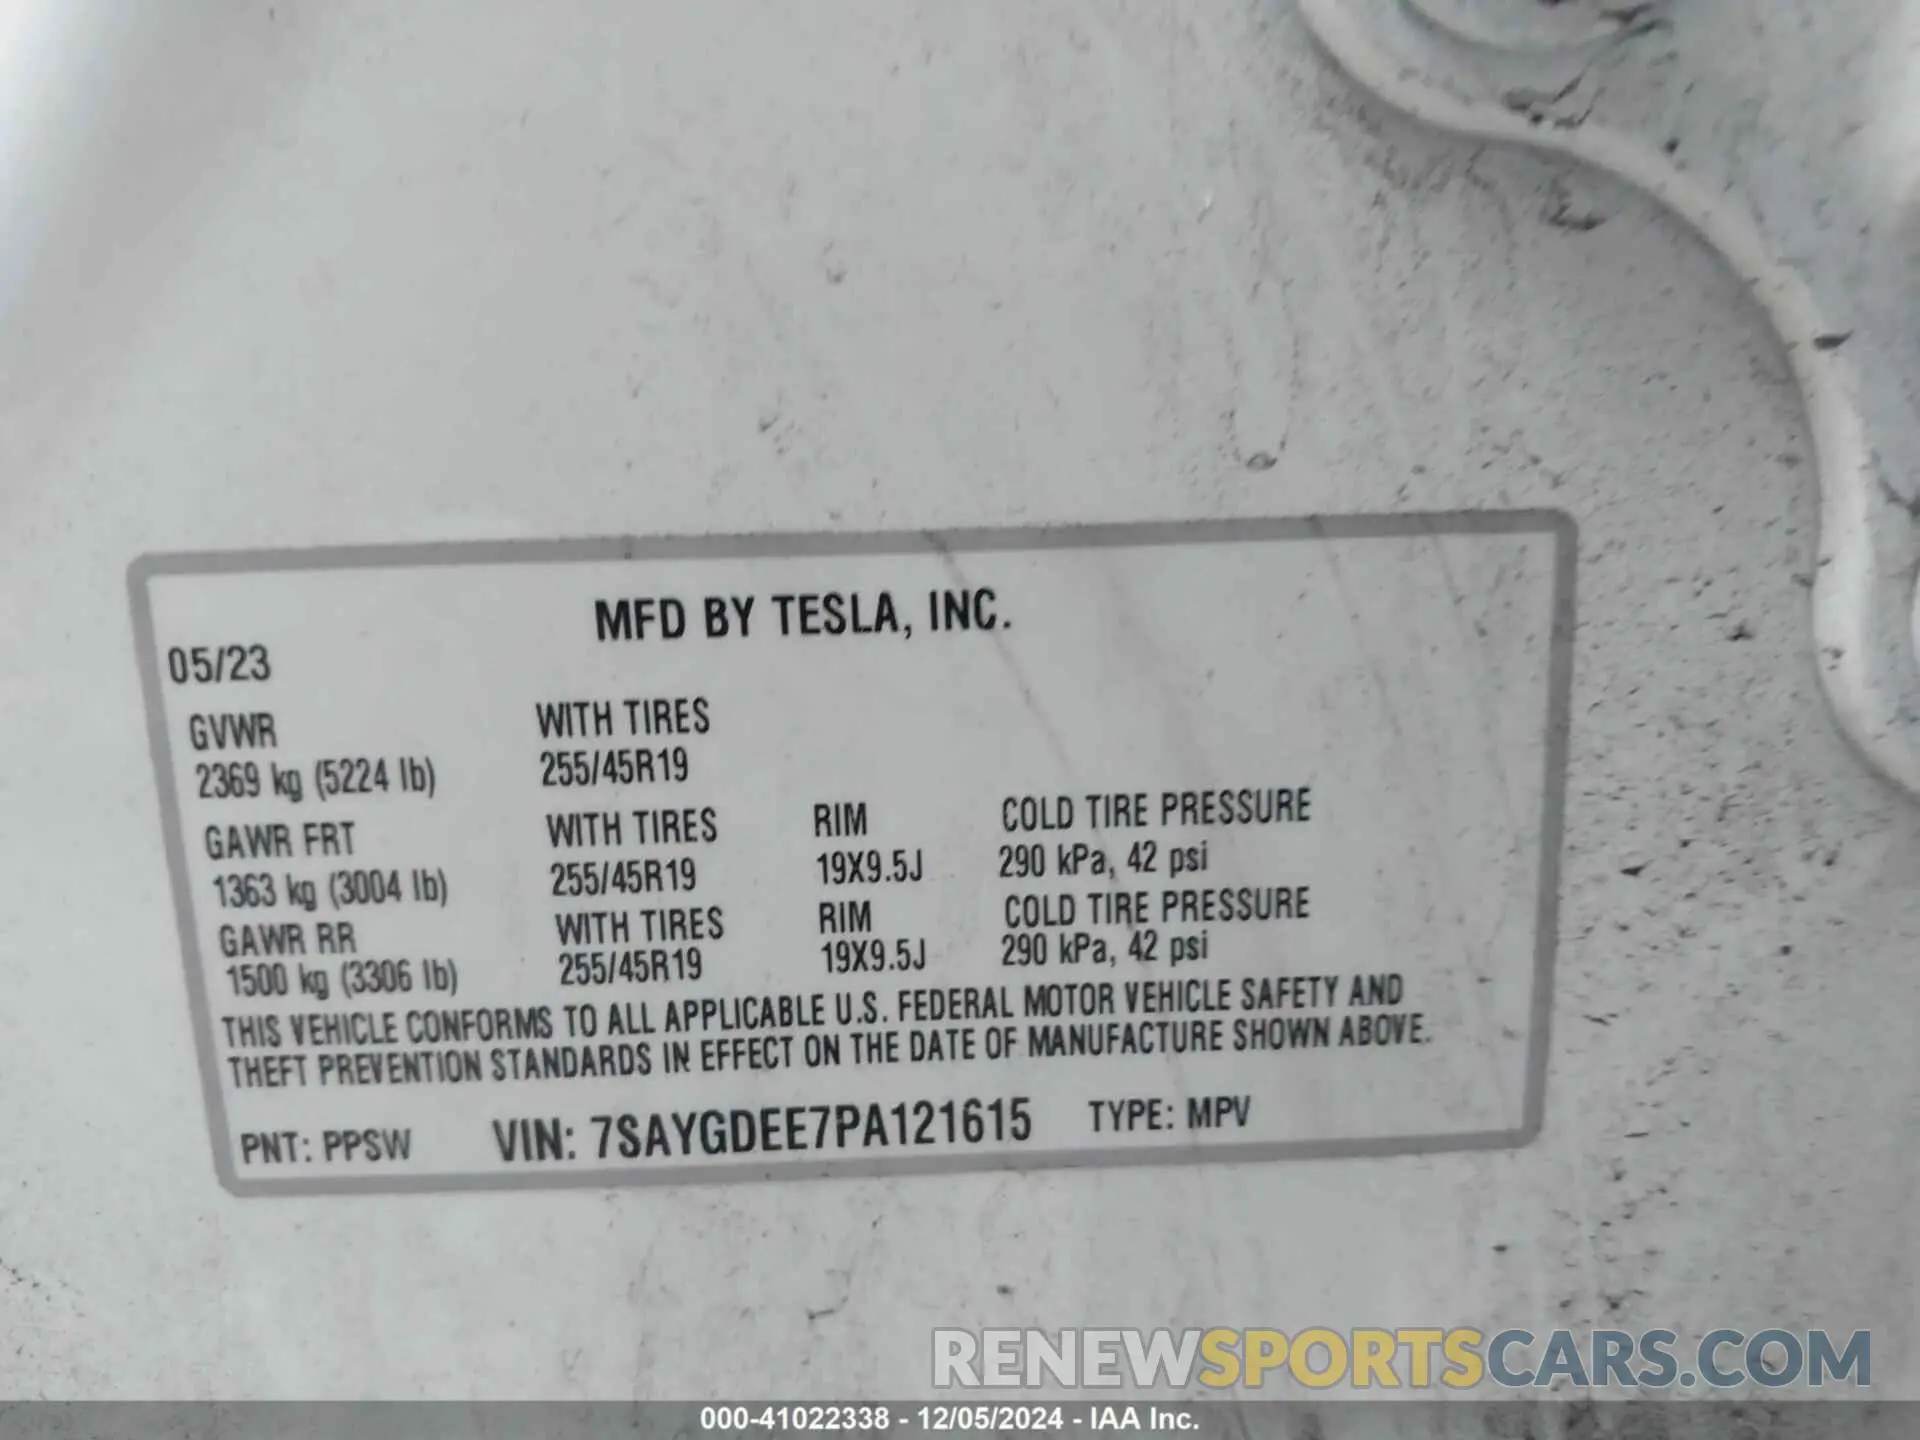 MFD BY TESLA, INC.
05/23
GVWR WITH TIRES
2369 kg (5224 lb) 255/45R19
GAWR FRT WITH TIRES RIM COLD TIRE PRESSURE
1363 kg (3004 lb) 255/45R19 19X9.5J 290 kPa, 42 psi
GAWR RR WITH TIRES RIM COLD TIRE PRESSURE
1500 kg (3306 lb) 255/45R19 19X9.5J 290 kPa, 42 psi
THIS VEHICLE CONFORMS TO ALL APPLICABLE U.S. FEDERAL MOTOR VEHICLE SAFETY AND
THEFT PREVENTION STANDARDS IN EFFECT ON THE DATE OF MANUFACTURE SHOWN ABOVE.
PNT: PPSW VIN: 7SAYGDEE7PA121615 TYPE: MPV
RENEWSPORTSCARS.COM
000-41022338 - 12/05/2024 - IAA Inc.